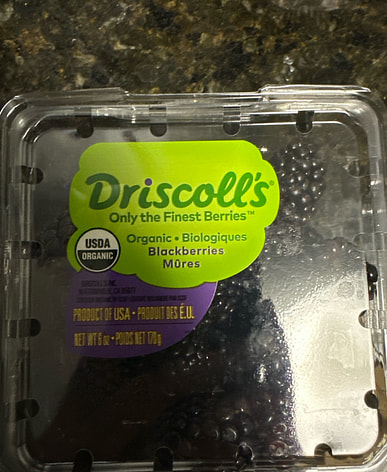 Driscoll's®
Only the Finest Berries™
Organic • Biologiques
Blackberries
Mûres
USDA
ORGANIC
PRODUCT OF USA • PRODUIT DES É.U.
NET WT 6 oz • POIDS NET 170g